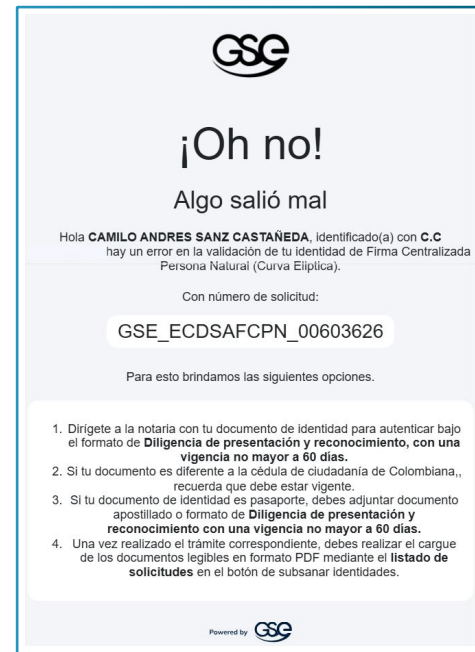 GSE
¡Oh no!
Algo salió mal
Hola CAMILO ANDRES SANZ CASTAÑEDA, identificado(a) con C.C
hay un error en la validación de tu identidad de Firma Centralizada
Persona Natural (Curva Eliptica).
Con número de solicitud:
GSE_ECDSAFCPN_00603626
Para esto brindamos las siguientes opciones.
1. Dirígete a la notaria con tu documento de identidad para autenticar bajo
el formato de Diligencia de presentación y reconocimiento, con una
vigencia no mayor a 60 días.
2. Si tu documento es diferente a la cédula de ciudadanía de Colombiana,,
recuerda que debe estar vigente.
3. Si tu documento de identidad es pasaporte, debes adjuntar documento
apostillado o formato de Diligencia de presentación y
reconocimiento con una vigencia no mayor a 60 días.
4. Una vez realizado el trámite correspondiente, debes realizar el cargue
de los documentos legibles en formato PDF mediante el listado de
solicitudes en el botón de subsanar identidades.
Powered by GSE